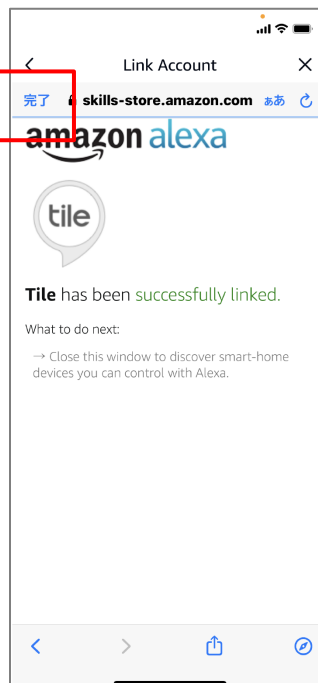 Link Account
完了 skills-store.amazon.com ああ
amazon alexa
tile
Tile has been successfully linked.
What to do next:
→ Close this window to discover smart-home
devices you can control with Alexa.